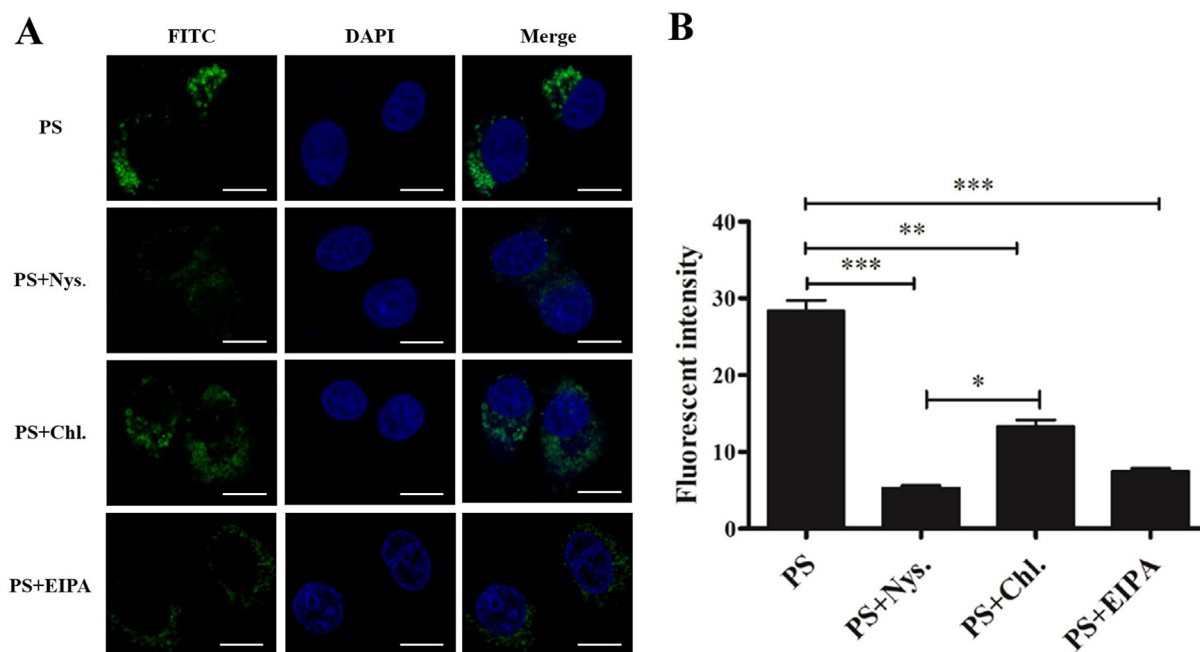 A
FITC
DAPI
Merge
PS
PS+Nys.
PS+Chl.
PS+EIPA
B
Fluorescent intensity
40
30
20
10
0
***
**
***
*
PS
PS+Nys.
PS+Chl.
PS+EIPA